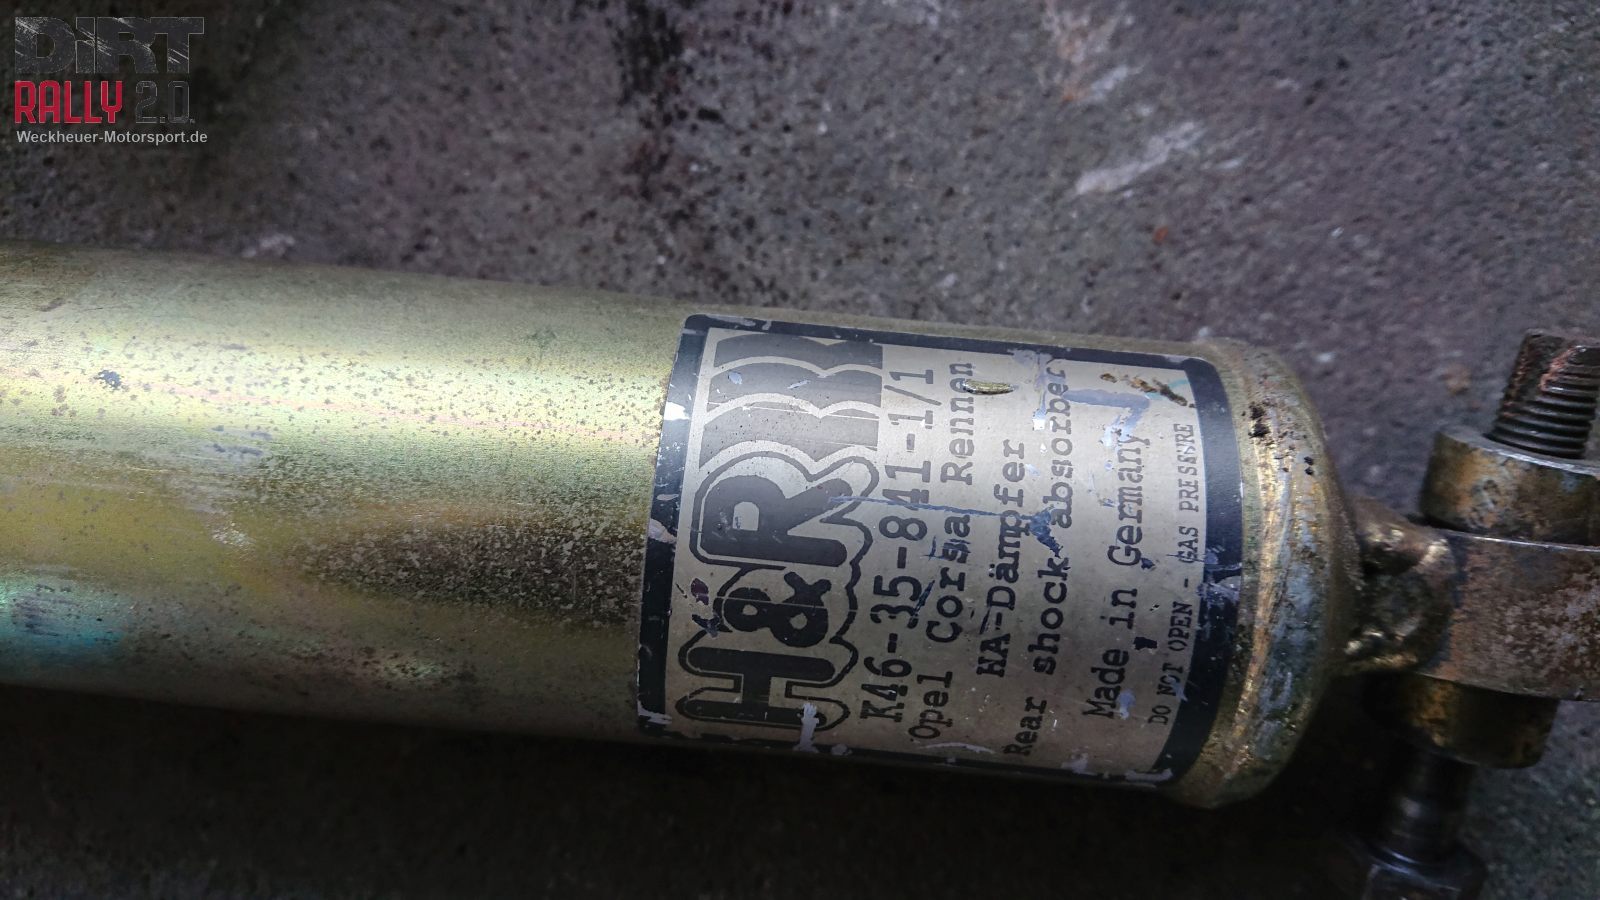 DiRT
RALLY 2.0
Weckheuer-Motorsport.de
H&R
K46-35-841-1/1
Opel Corsa Rennen
HA-Dämpfer
Rear shock absorber
Made in Germany
DO NOT OPEN - GAS PRESSURE